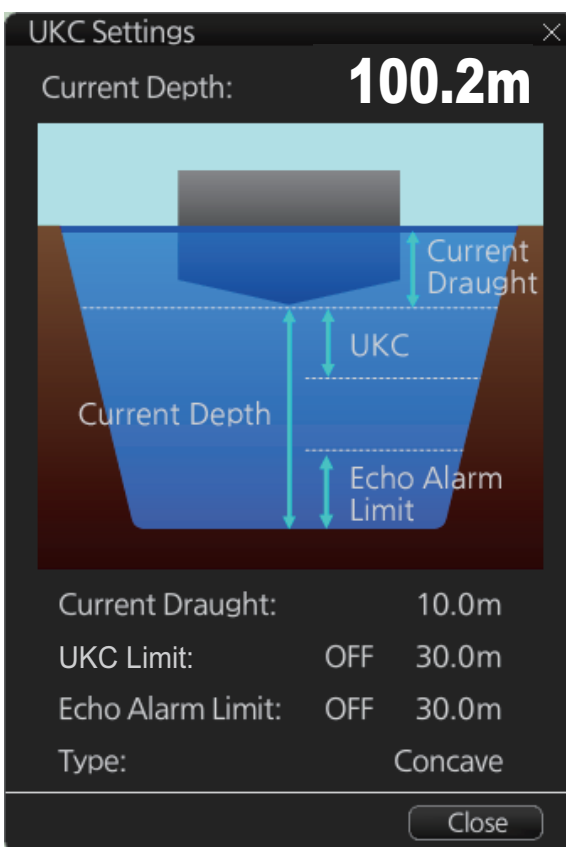 UKC Settings
Current Depth: 100.2m
Current
Draught
UKC
Current Depth
Echo Alarm
Limit
Current Draught: 10.0m
UKC Limit: OFF 30.0m
Echo Alarm Limit: OFF 30.0m
Type: Concave
Close